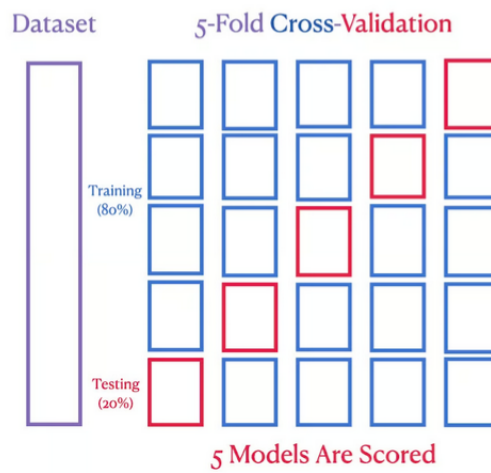 Dataset
5-Fold Cross-Validation
Training
(80%)
Testing
(20%)
5 Models Are Scored